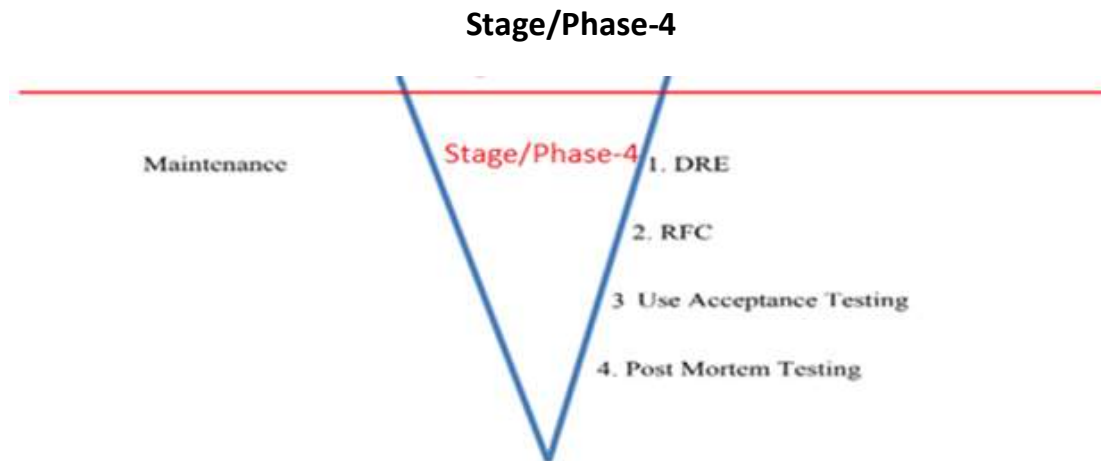 Stage/Phase-4
Maintenance
Stage/Phase-4
1. DRE
2. RFC
3 Use Acceptance Testing
4. Post Mortem Testing